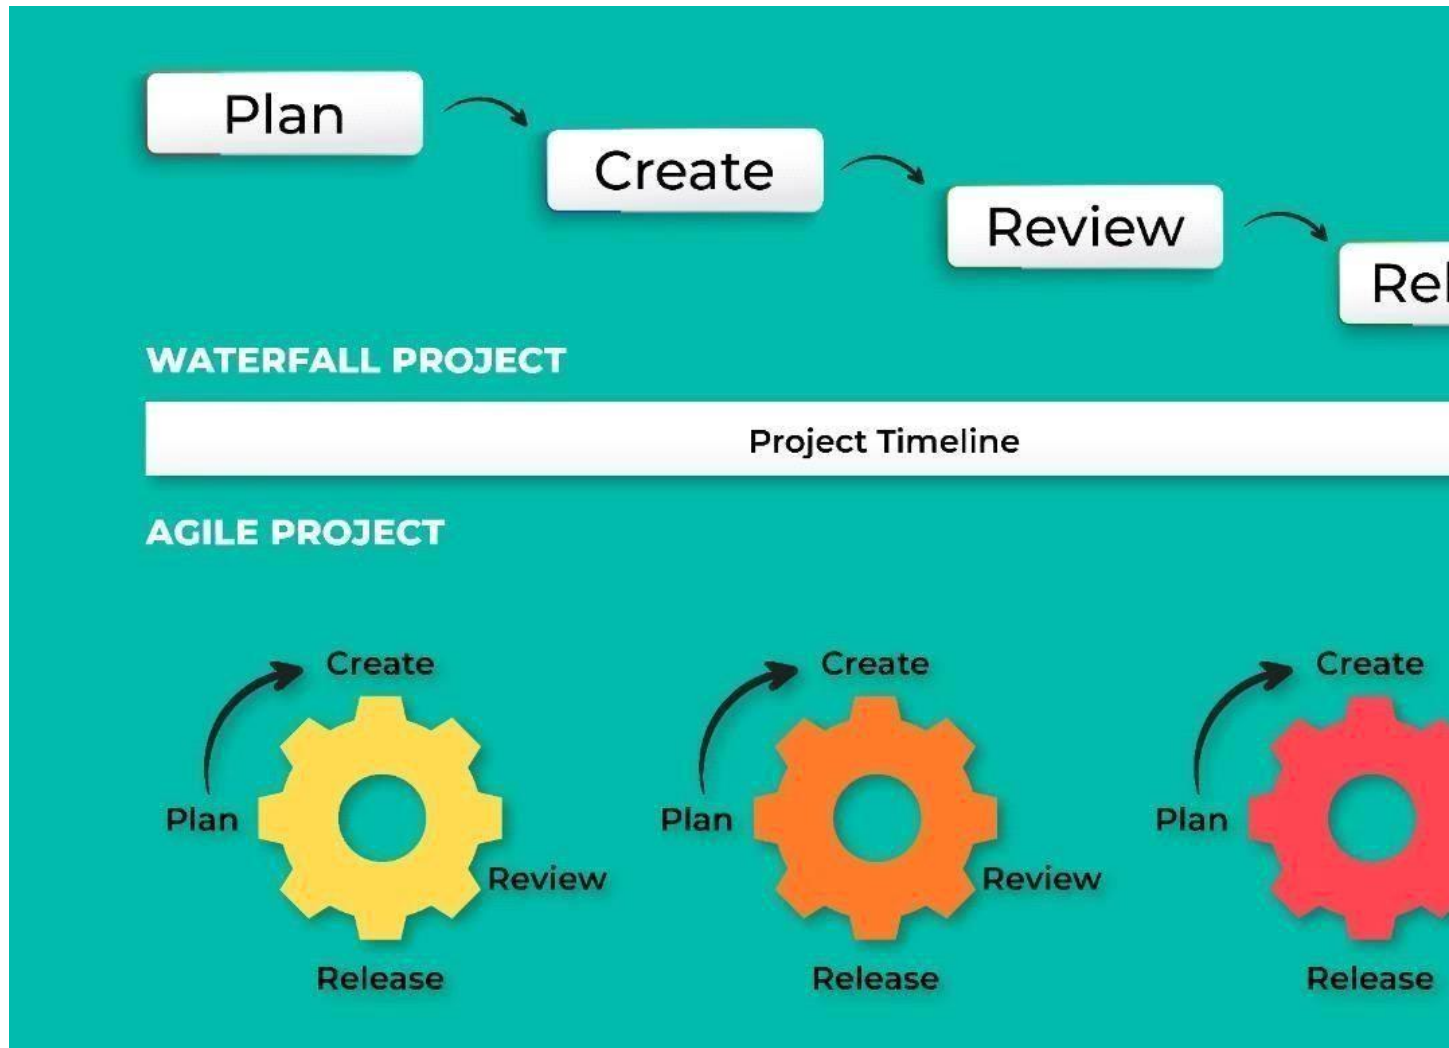 Plan
Create
Review
Rel
WATERFALL PROJECT
Project Timeline
AGILE PROJECT
Create
Create
Create
Plan
Plan
Plan
Review
Review
Release
Release
Release